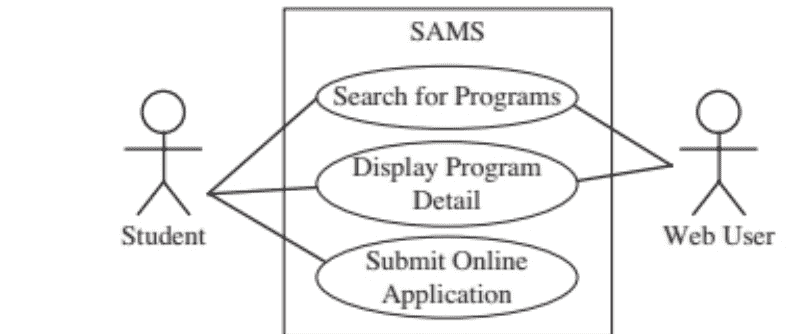 SAMS
Search for Programs
Display Program
Detail
Submit Online
Application
Student
Web User